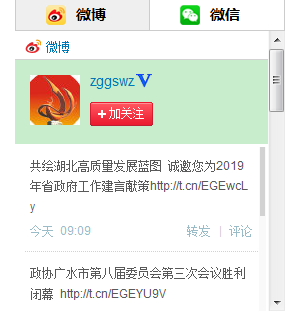 微博
微信
微博
zggswz
+加关注
共绘湖北高质量发展蓝图 诚邀您为2019
年省政府工作建言献策http://t.cn/EGEwcL
y
今天 09:09
转发 | 评论
政协广水市第八届委员会第三次会议胜利
闭幕 http://t.cn/EGEYU9V